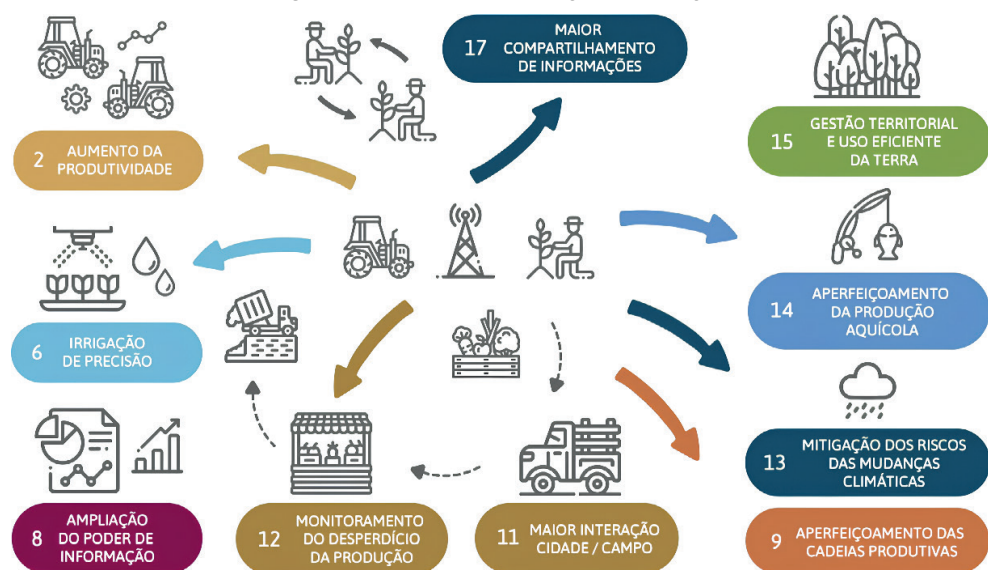 17
MAIOR
COMPARTILHAMENTO
DE INFORMAÇÕES
2
AUMENTO DA
PRODUTIVIDADE
15
GESTÃO TERRITORIAL
E USO EFICIENTE
DA TERRA
6
IRRIGAÇÃO
DE PRECISÃO
14
APERFEIÇOAMENTO
DA PRODUÇÃO
AQUÍCOLA
13
MITIGAÇÃO DOS RISCOS
DAS MUDANÇAS
CLIMÁTICAS
8
AMPLIAÇÃO
DO PODER DE
INFORMAÇÃO
12
MONITORAMENTO
DO DESPERDÍCIO
DA PRODUÇÃO
11
MAIOR INTERAÇÃO
CIDADE / CAMPO
9
APERFEIÇOAMENTO DAS
CADEIAS PRODUTIVAS